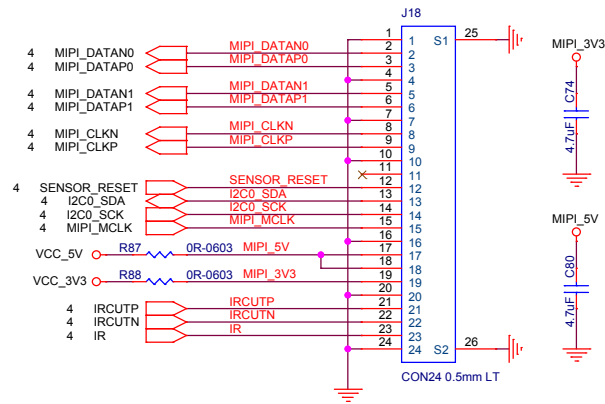 J18
1 1 S1 25
4 MIPI_DATAN0 MIPI_DATAN0 2 2
4 MIPI_DATAP0 MIPI_DATAP0 3 3
4 4
4 MIPI_DATAN1 MIPI_DATAN1 5 5
4 MIPI_DATAP1 MIPI_DATAP1 6 6
7 7
4 MIPI_CLKN MIPI_CLKN 8 8
4 MIPI_CLKP MIPI_CLKP 9 9
10 10
11 11
4 SENSOR_RESET SENSOR_RESET 12 12
4 I2C0_SDA I2C0_SDA 13 13
4 I2C0_SCK I2C0_SCK 14 14
4 MIPI_MCLK MIPI_MCLK 15 15
16 16
VCC_5V R87 0R-0603 MIPI_5V 17 17
18 18
VCC_3V3 R88 0R-0603 MIPI_3V3 19 19
20 20
4 IRCUTP IRCUTP 21 21
4 IRCUTN IRCUTN 22 22
4 IR IR 23 23
24 24 S2 26
CON24 0.5mm LT
MIPI_3V3
C74
4.7uF
MIPI_5V
C80
4.7uF